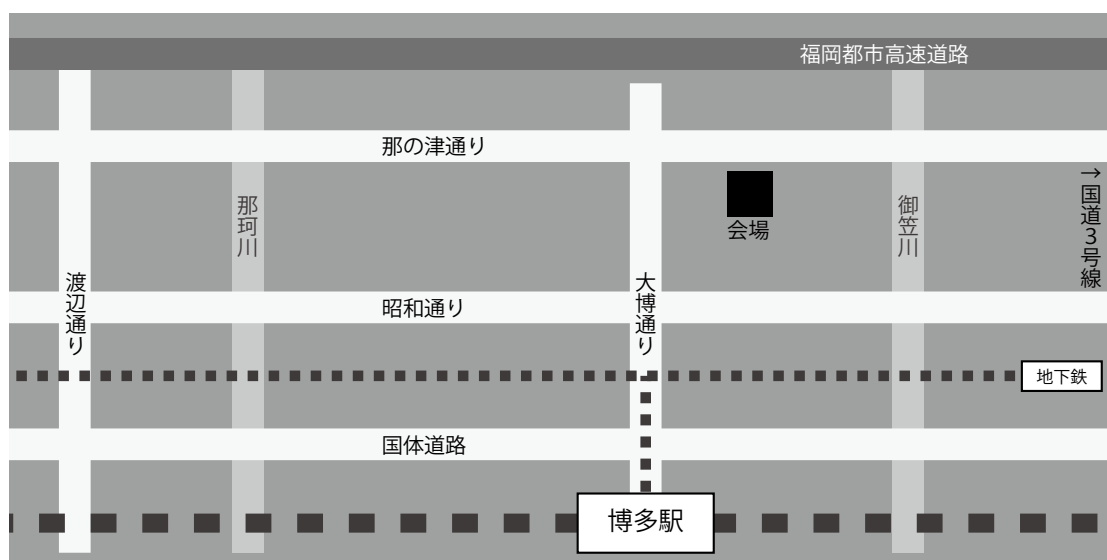 福岡都市高速道路
那の津通り
→国道3号線
那珂川
御笠川
会場
渡辺通り
大博通り
昭和通り
地下鉄
国体道路
博多駅